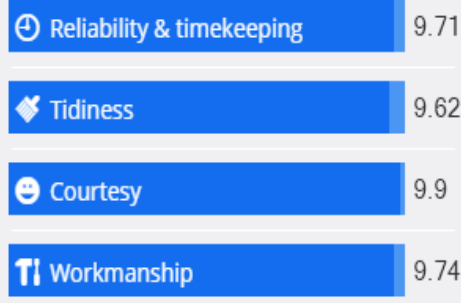 Reliability & timekeeping 9.71
Tidiness 9.62
Courtesy 9.9
Workmanship 9.74